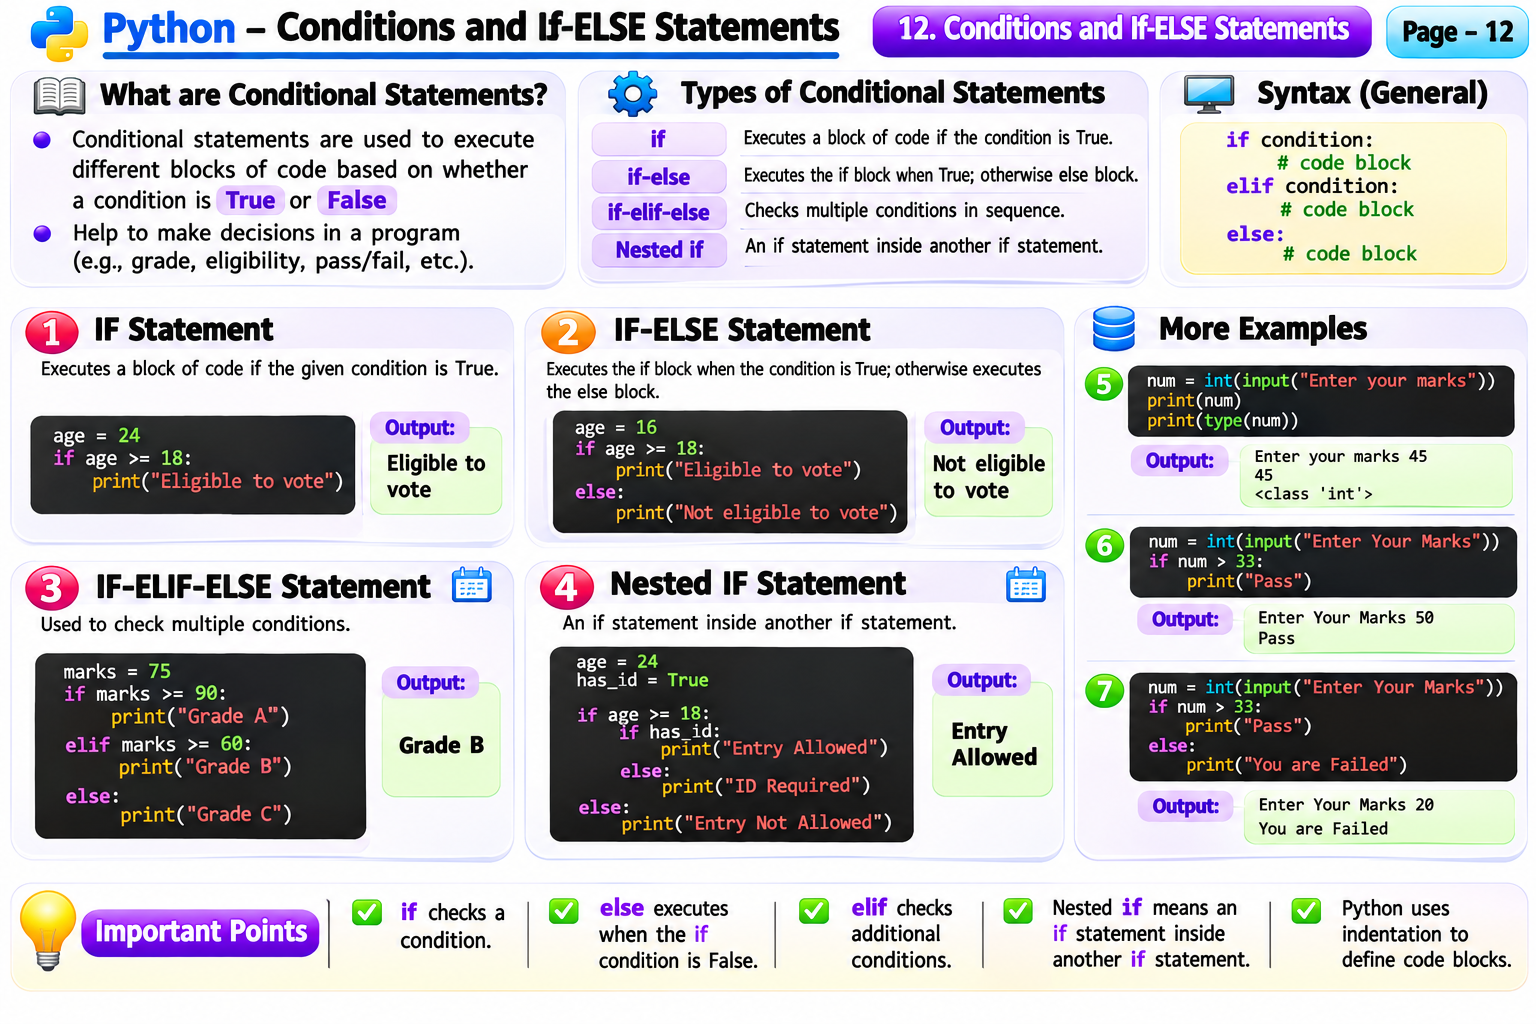 Python – Conditions and If-ELSE Statements
12. Conditions and If-ELSE Statements
Page – 12
What are Conditional Statements?
Conditional statements are used to execute
different blocks of code based on whether
a condition is True or False
Help to make decisions in a program
(e.g., grade, eligibility, pass/fail, etc.).
Types of Conditional Statements
if Executes a block of code if the condition is True.
if-else Executes the if block when True; otherwise else block.
if-elif-else Checks multiple conditions in sequence.
Nested if An if statement inside another if statement.
Syntax (General)
if condition:
# code block
elif condition:
# code block
else:
# code block
1 IF Statement
Executes a block of code if the given condition is True.
age = 24
if age >= 18:
print("Eligible to vote")
Output:
Eligible to
vote
2 IF-ELSE Statement
Executes the if block when the condition is True; otherwise executes
the else block.
age = 16
if age >= 18:
print("Eligible to vote")
else:
print("Not eligible to vote")
Output:
Not eligible
to vote
3 IF-ELIF-ELSE Statement
Used to check multiple conditions.
marks = 75
if marks >= 90:
print("Grade A")
elif marks >= 60:
print("Grade B")
else:
print("Grade C")
Output:
Grade B
4 Nested IF Statement
An if statement inside another if statement.
age = 24
has_id = True
if age >= 18:
if has_id:
print("Entry Allowed")
else:
print("ID Required")
else:
print("Entry Not Allowed")
Output:
Entry
Allowed
More Examples
5
num = int(input("Enter your marks"))
print(num)
print(type(num))
Output:
Enter your marks 45
45
<class 'int'>
6
num = int(input("Enter Your Marks"))
if num > 33:
print("Pass")
Output:
Enter Your Marks 50
Pass
7
num = int(input("Enter Your Marks"))
if num > 33:
print("Pass")
else:
print("You are Failed")
Output:
Enter Your Marks 20
You are Failed
Important Points
if checks a
condition.
else executes
when the if
condition is False.
elif checks
additional
conditions.
Nested if means an
if statement inside
another if statement.
Python uses
indentation to
define code blocks.